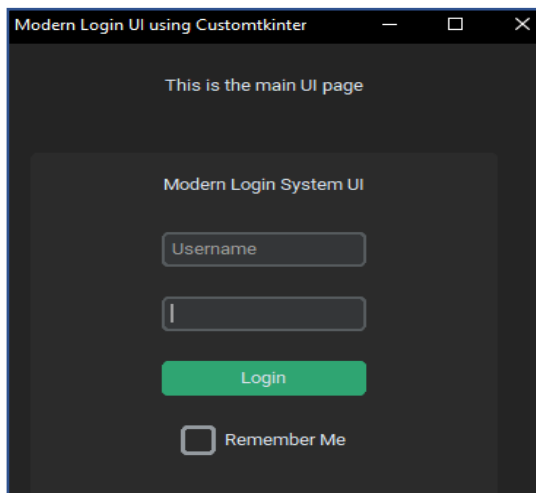 Modern Login UI using Customtkinter
This is the main UI page
Modern Login System UI
Username
Login
Remember Me